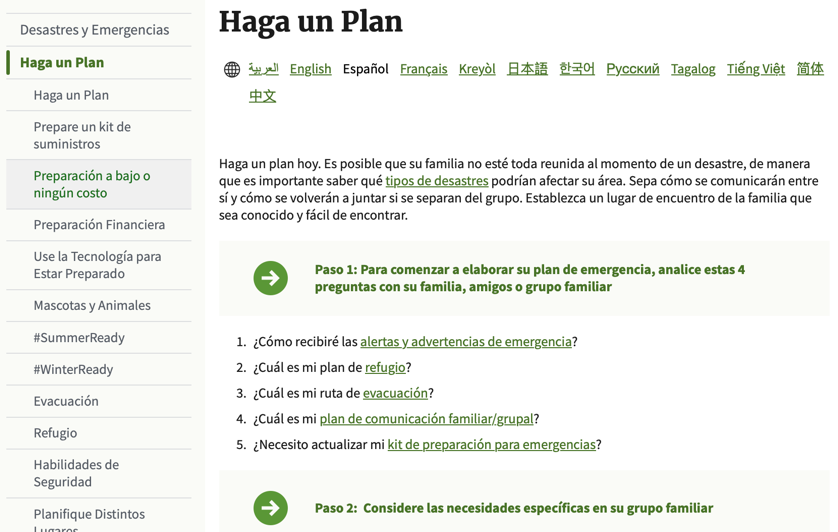 Desastres y Emergencias
Haga un Plan
Haga un Plan
Prepare un kit de
suministros
Preparación a bajo o
ningún costo
Preparación Financiera
Use la Tecnología para
Estar Preparado
Mascotas y Animales
#SummerReady
#WinterReady
Evacuación
Refugio
Habilidades de
Seguridad
Planifique Distintos
Lugares
Haga un Plan
العربية English Español Français Kreyòl 日本語 한국어 Русский Tagalog Tiếng Việt 简体
中文
Haga un plan hoy. Es posible que su familia no esté toda reunida al momento de un desastre, de manera
que es importante saber qué tipos de desastres podrían afectar su área. Sepa cómo se comunicarán entre
sí y cómo se volverán a juntar si se separan del grupo. Establezca un lugar de encuentro de la familia que
sea conocido y fácil de encontrar.
Paso 1: Para comenzar a elaborar su plan de emergencia, analice estas 4
preguntas con su familia, amigos o grupo familiar
1. ¿Cómo recibiré las alertas y advertencias de emergencia?
2. ¿Cuál es mi plan de refugio?
3. ¿Cuál es mi ruta de evacuación?
4. ¿Cuál es mi plan de comunicación familiar/grupal?
5. ¿Necesito actualizar mi kit de preparación para emergencias?
Paso 2: Considere las necesidades específicas en su grupo familiar